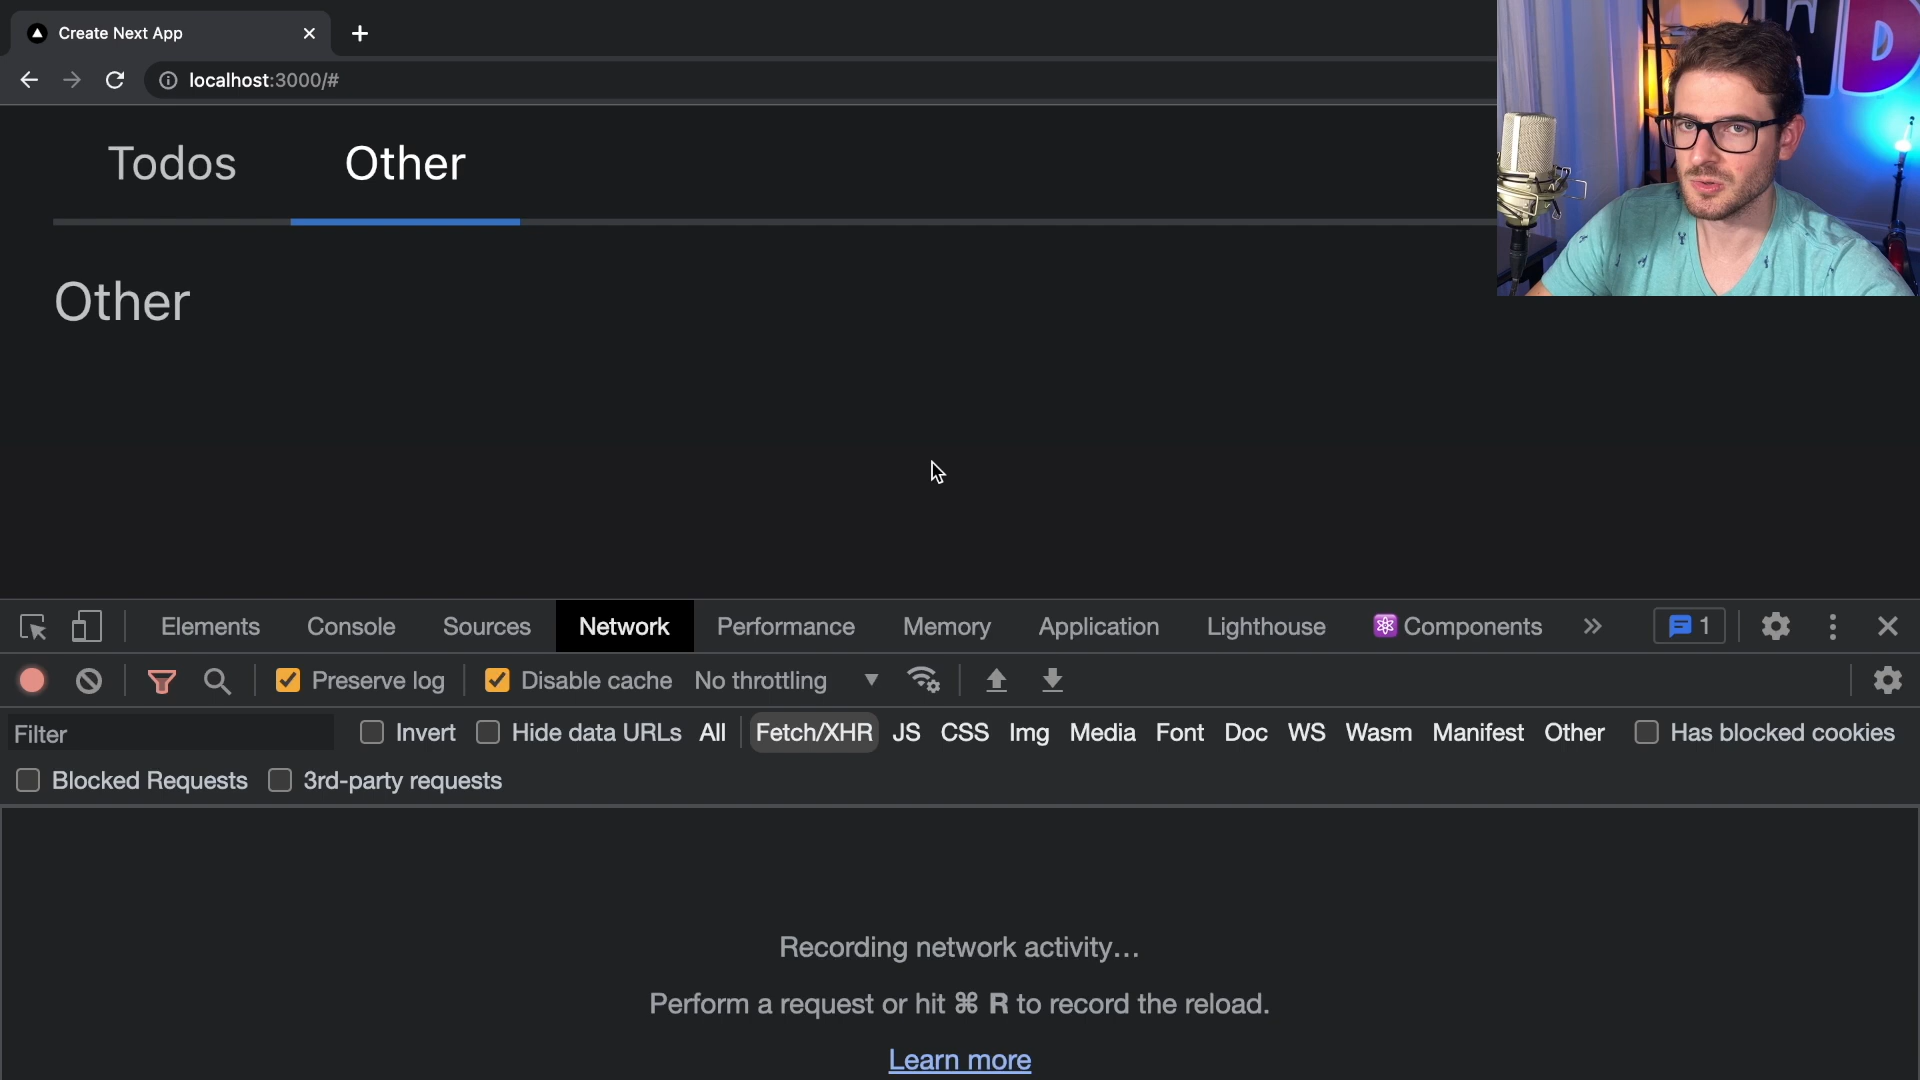 Create Next App
localhost:3000/#
Todos Other
Other
Elements Console Sources Network Performance Memory Application Lighthouse Components » 1
Preserve log Disable cache No throttling
Filter Invert Hide data URLs All Fetch/XHR JS CSS Img Media Font Doc WS Wasm Manifest Other Has blocked cookies
Blocked Requests 3rd-party requests
Recording network activity…
Perform a request or hit ⌘ R to record the reload.
Learn more